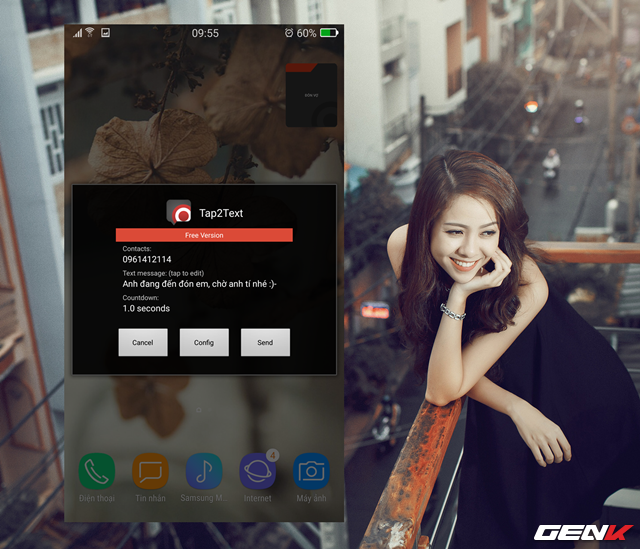 09:55
60%
ĐÓN VỢ
Tap2Text
Free Version
Contacts:
0961412114
Text message: (tap to edit)
Anh đang đến đón em, chờ anh tí nhé :)-
Countdown:
1.0 seconds
Cancel Config Send
4
Điện thoại Tin nhắn Samsung M... Internet Máy ảnh
GENK